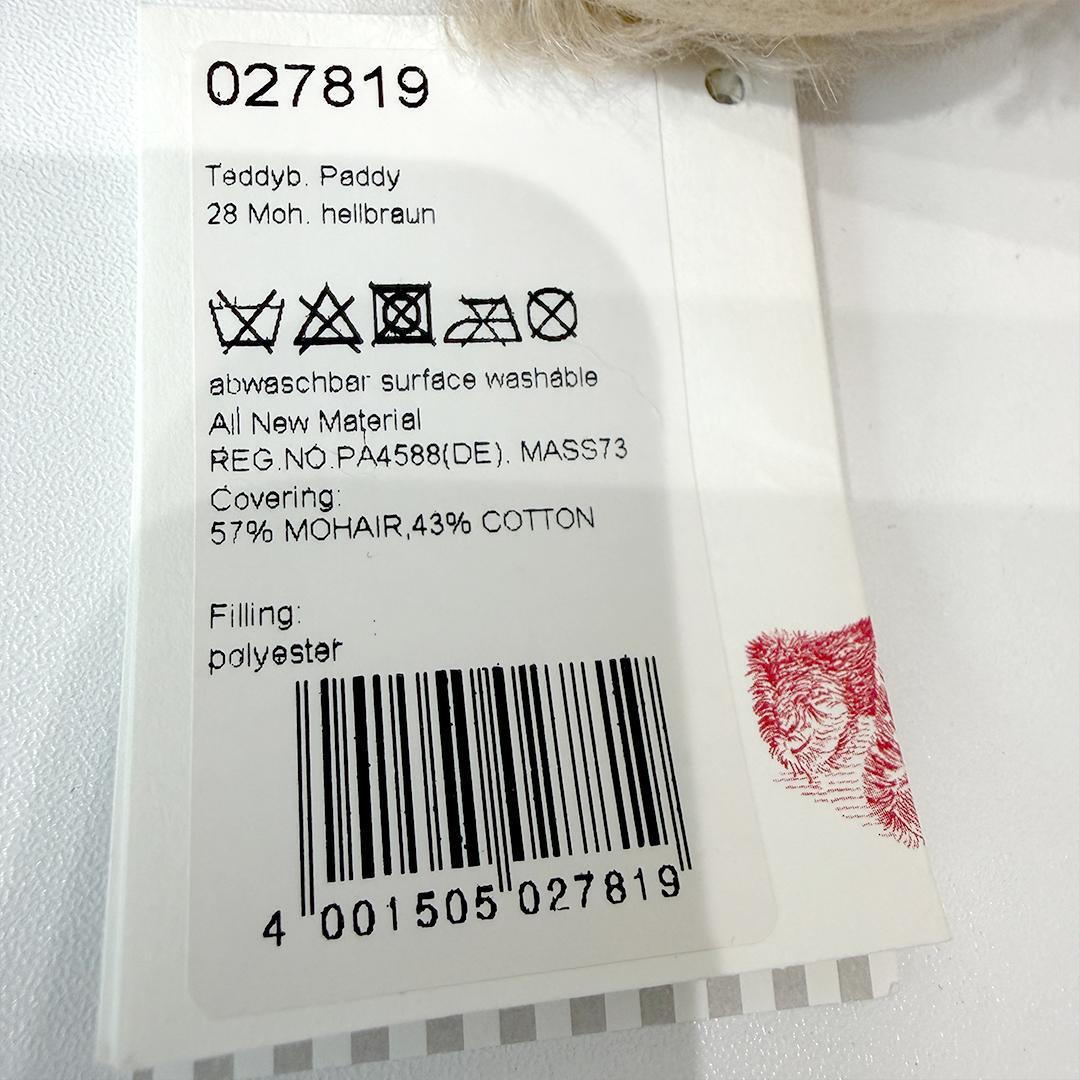 027819
Teddyb. Paddy
28 Moh. hellbraun
abwaschbar surface washable
All New Material
REG.NO.PA4588(DE). MASS73
Covering:
57% MOHAIR,43% COTTON
Filling:
polyester
4 001505 027819